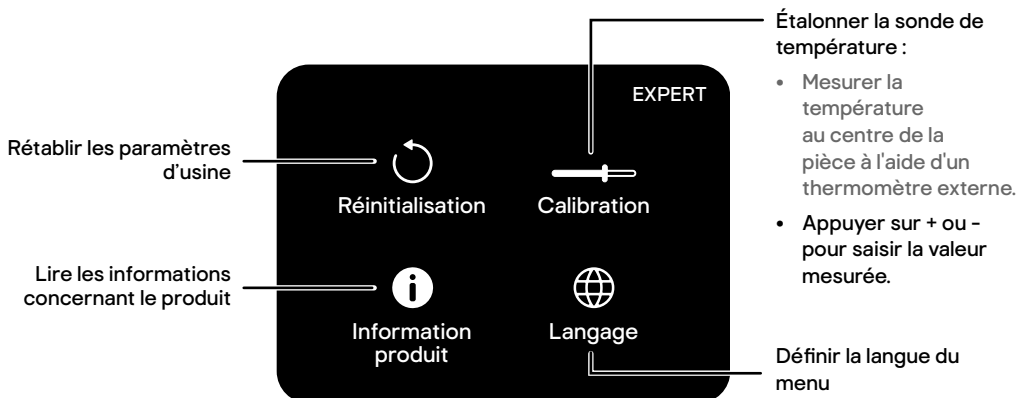 Étalonner la sonde de
température :
• Mesurer la
température
au centre de la
pièce à l'aide d'un
thermomètre externe.
• Appuyer sur + ou -
pour saisir la valeur
mesurée.
EXPERT
Rétablir les paramètres
d'usine
Réinitialisation
Calibration
Lire les informations
concernant le produit
Information
produit
Langage
Définir la langue du
menu